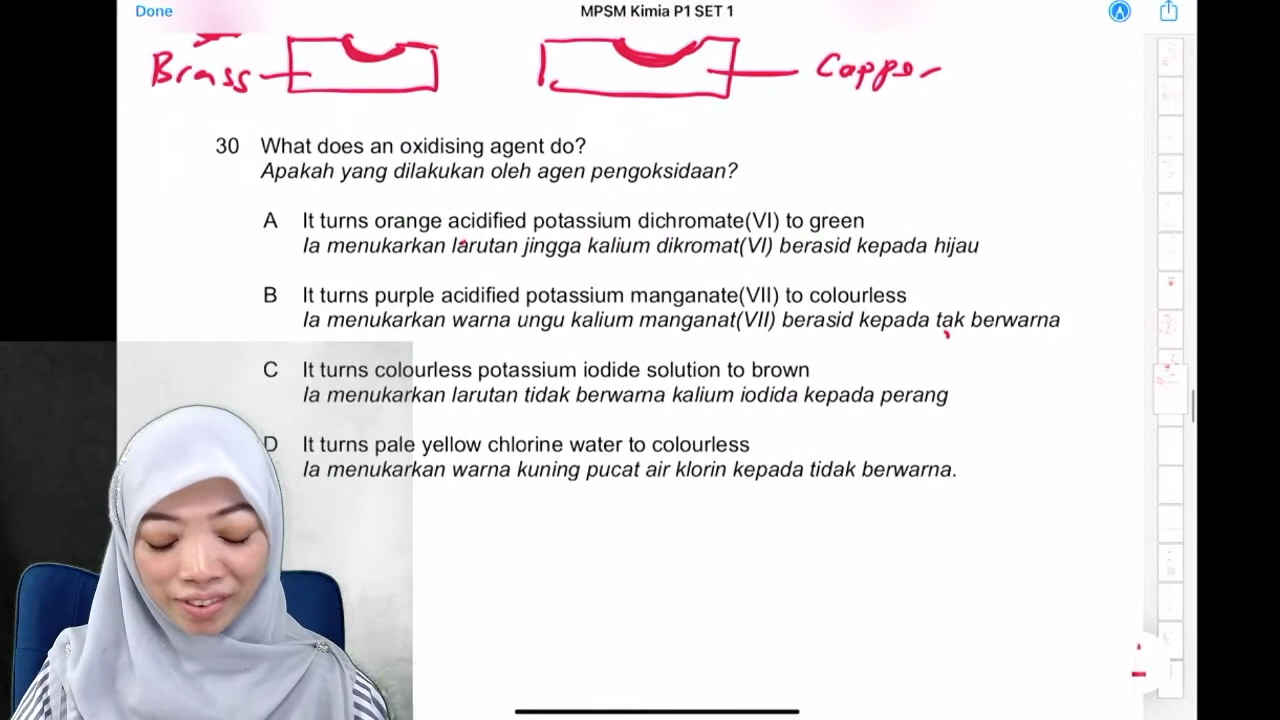 Done
MPSM Kimia P1 SET 1
Brass
Copper
30 What does an oxidising agent do?
Apakah yang dilakukan oleh agen pengoksidaan?
A It turns orange acidified potassium dichromate(VI) to green
Ia menukarkan larutan jingga kalium dikromat(VI) berasid kepada hijau
B It turns purple acidified potassium manganate(VII) to colourless
Ia menukarkan warna ungu kalium manganat(VII) berasid kepada tak berwarna
C It turns colourless potassium iodide solution to brown
Ia menukarkan larutan tidak berwarna kalium iodida kepada perang
D It turns pale yellow chlorine water to colourless
Ia menukarkan warna kuning pucat air klorin kepada tidak berwarna.